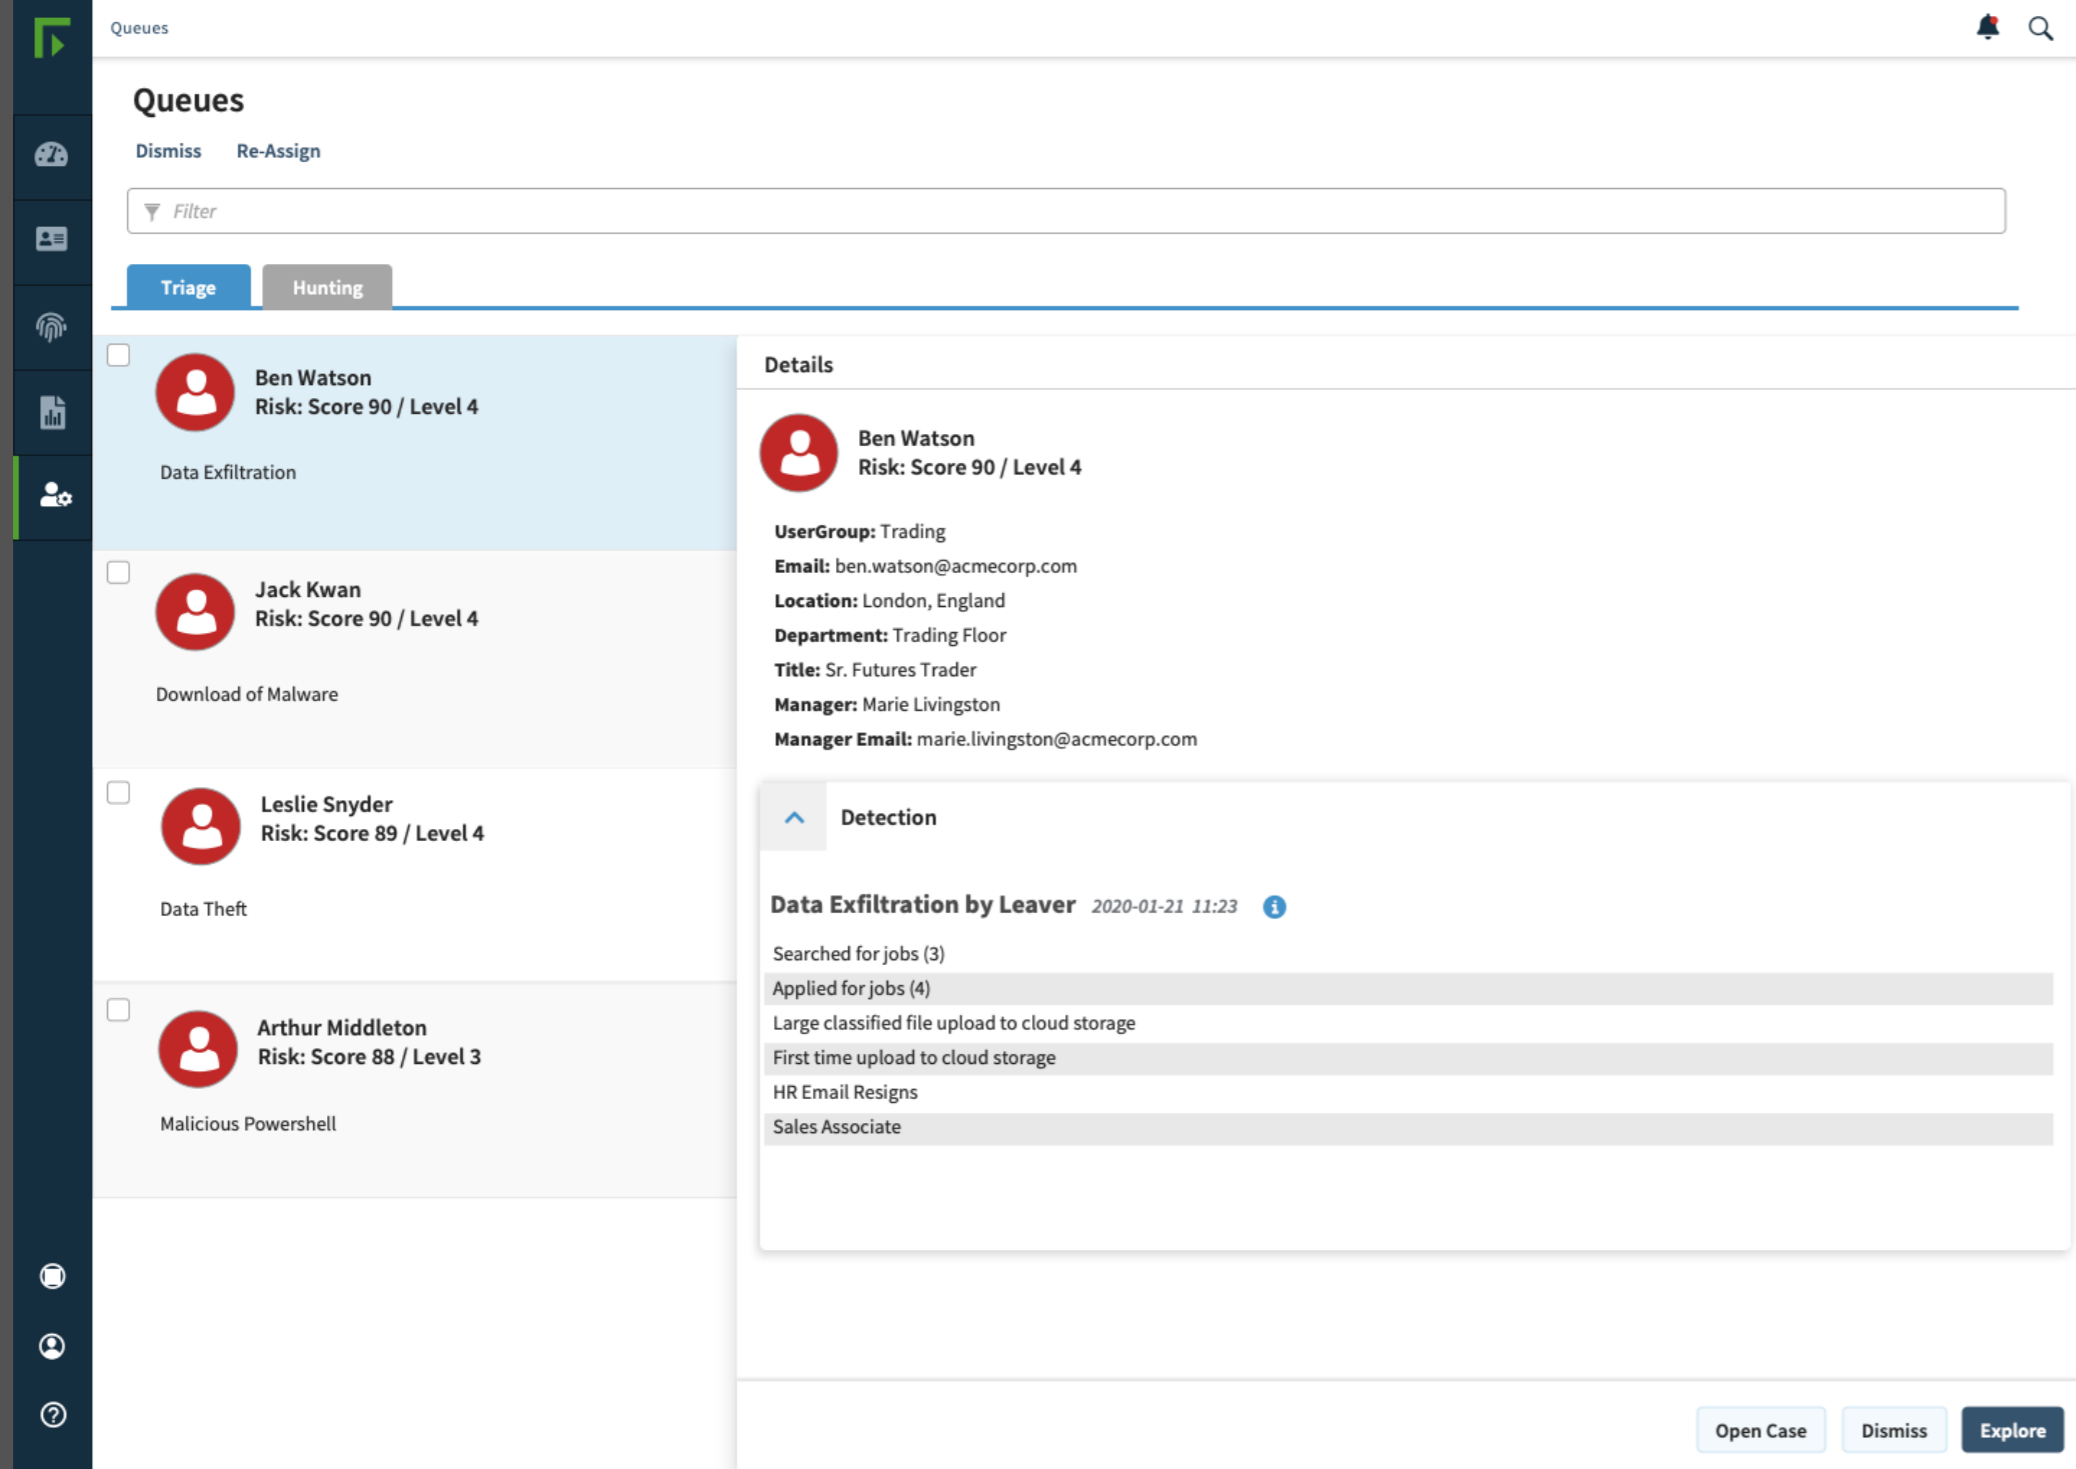 Queues
Queues
Dismiss Re-Assign
Filter
Triage Hunting
Ben Watson
Risk: Score 90 / Level 4
Data Exfiltration
Jack Kwan
Risk: Score 90 / Level 4
Download of Malware
Leslie Snyder
Risk: Score 89 / Level 4
Data Theft
Arthur Middleton
Risk: Score 88 / Level 3
Malicious Powershell
Details
Ben Watson
Risk: Score 90 / Level 4
UserGroup: Trading
Email: ben.watson@acmecorp.com
Location: London, England
Department: Trading Floor
Title: Sr. Futures Trader
Manager: Marie Livingston
Manager Email: marie.livingston@acmecorp.com
Detection
Data Exfiltration by Leaver 2020-01-21 11:23
Searched for jobs (3)
Applied for jobs (4)
Large classified file upload to cloud storage
First time upload to cloud storage
HR Email Resigns
Sales Associate
Open Case Dismiss Explore